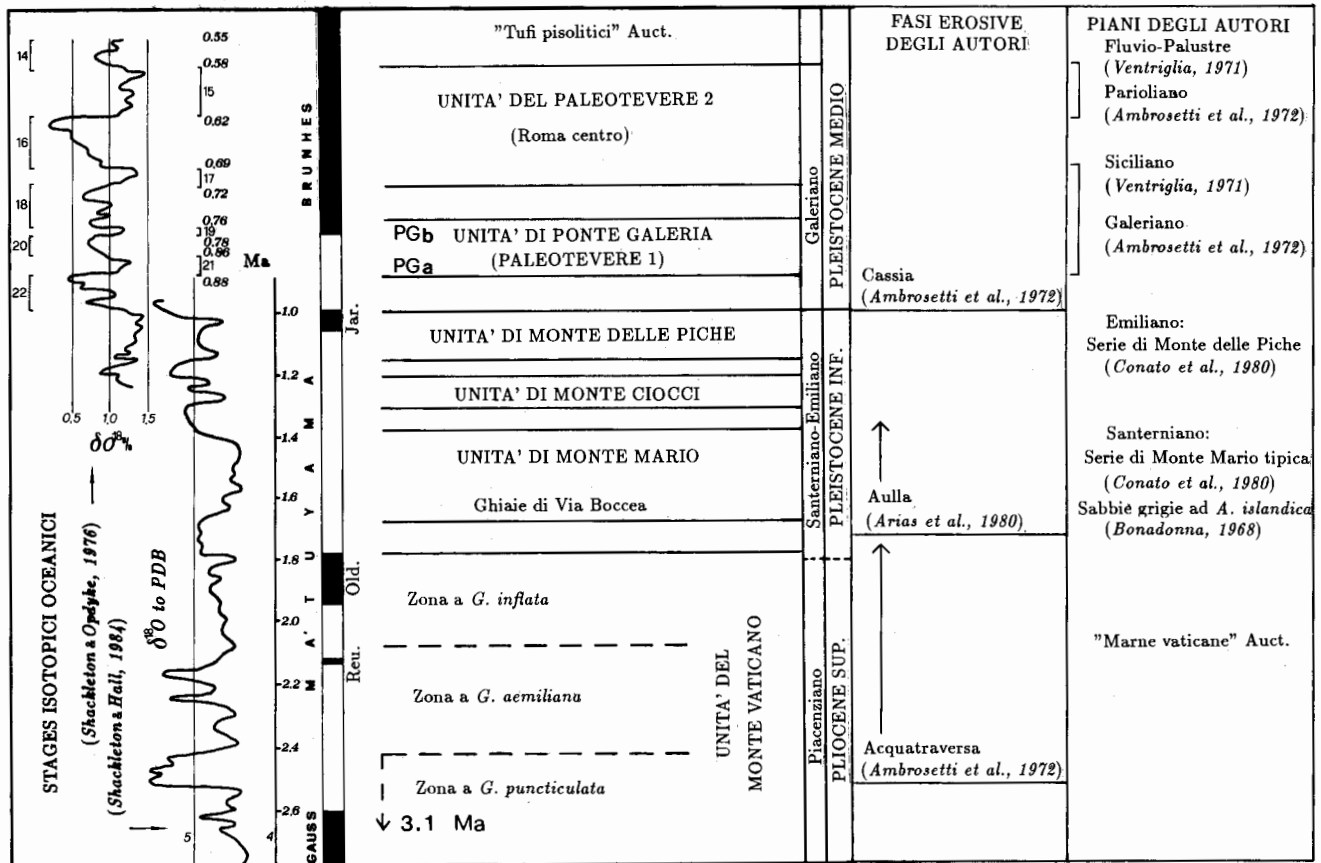 14
15
16
17
18
19
20
21
22
0.55
0.58
0.62
0,69
0.72
0.76
0.78
0.86
0.88
0,5
1,0
1,5
δO¹⁸‰
STAGES ISOTOPICI OCEANICI
(Shackleton & Opdyke, 1976)
(Shackleton & Hall, 1984)
δ¹⁸O to PDB
5
4
Ma
-1.0
-1.2
-1.4
-1.6
-1.8
-2.0
-2.2
-2.4
-2.6
BRUNHES
MATUYAMA
GAUSS
Jar.
Old.
Reu.
"Tufi pisolitici" Auct.
UNITA' DEL PALEOTEVERE 2
(Roma centro)
PGb UNITA' DI PONTE GALERIA
PGa (PALEOTEVERE 1)
UNITA' DI MONTE DELLE PICHE
UNITA' DI MONTE CIOCCI
UNITA' DI MONTE MARIO
Ghiaie di Via Boccea
Zona a G. inflata
Zona a G. aemiliana
Zona a G. puncticulata
3.1 Ma
UNITA' DEL
MONTE VATICANO
Galeriano
Santerniano-Emiliano
Piacenziano
PLEISTOCENE MEDIO
PLEISTOCENE INF.
PLIOCENE SUP.
FASI EROSIVE
DEGLI AUTORI
Cassia
(Ambrosetti et al., 1972)
Aulla
(Arias et al., 1980)
Acquatraversa
(Ambrosetti et al., 1972)
PIANI DEGLI AUTORI
Fluvio-Palustre
(Ventriglia, 1971)
Parioliano
(Ambrosetti et al., 1972)
Siciliano
(Ventriglia, 1971)
Galeriano
(Ambrosetti et al., 1972)
Emiliano:
Serie di Monte delle Piche
(Conato et al., 1980)
Santerniano:
Serie di Monte Mario tipica
(Conato et al., 1980)
Sabbie grigie ad A. islandica
(Bonadonna, 1968)
"Marne vaticane" Auct.